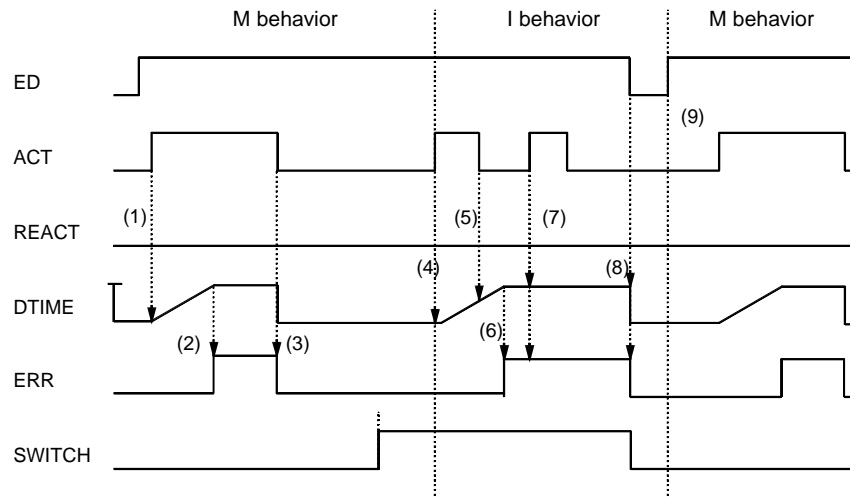 M behavior I behavior M behavior
ED
(9)
ACT
(1) (5) (7)
REACT
(4) (8)
DTIME
(2) (3) (6)
ERR
SWITCH